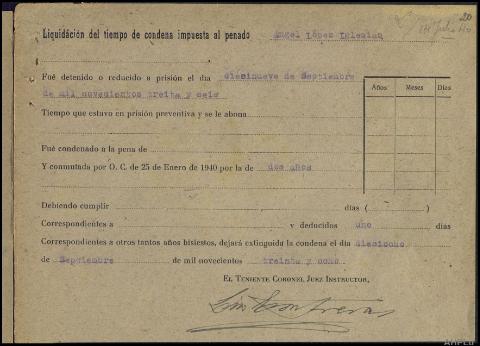 20
Liquidación del tiempo de condena impuesta al penado Angel López Iglesias
Fué detenido o reducido a prisión el día diecinueve de Septiembre
de mil novecientos treita y seis
Años Meses Días
Tiempo que estuvo en prisión preventiva y se le abona
Fué condenado a la pena de
Y conmutada por O. C. de 25 de Enero de 1940 por la de dos años
Debiendo cumplir días ( )
Correspondientes a y deducidos uno días
Correspondientes a otros tantos años bisiestos, dejará extinguida la condena el día dieciocho
de Septiembre de mil novecientos treinta y ocho.
EL TENIENTE CORONEL JUEZ INSTRUCTOR,